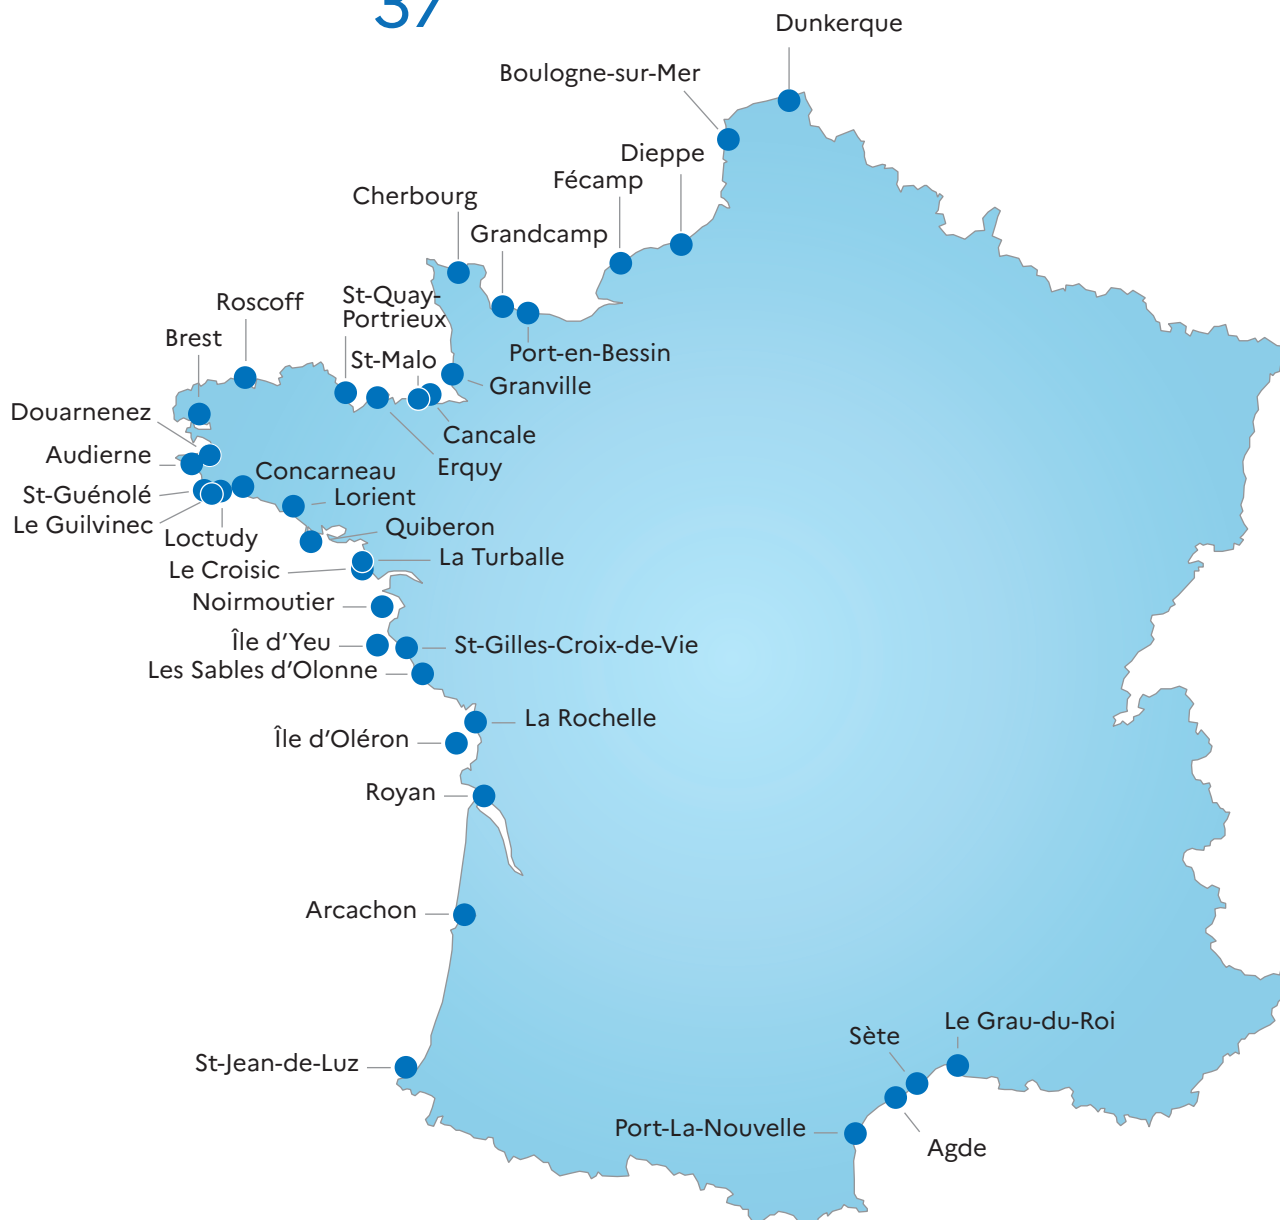 37
Dunkerque
Boulogne-sur-Mer
Dieppe
Fécamp
Cherbourg
Grandcamp
St-Quay-
Portrieux
Roscoff
Brest
Port-en-Bessin
St-Malo
Granville
Douarnenez
Cancale
Audierne
Erquy
Concarneau
St-Guénolé
Lorient
Le Guilvinec
Quiberon
Loctudy
La Turballe
Le Croisic
Noirmoutier
Île d'Yeu
St-Gilles-Croix-de-Vie
Les Sables d'Olonne
La Rochelle
Île d'Oléron
Royan
Arcachon
Le Grau-du-Roi
Sète
St-Jean-de-Luz
Port-La-Nouvelle
Agde